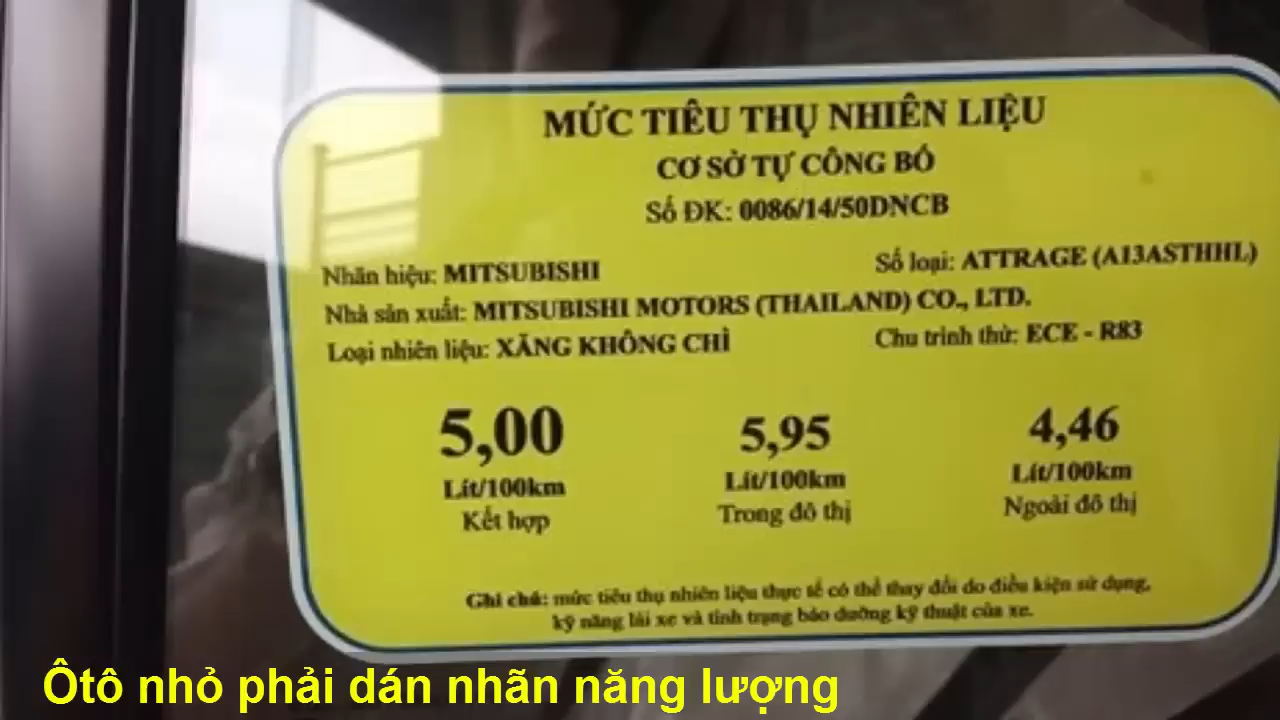 MỨC TIÊU THỤ NHIÊN LIỆU
CƠ SỞ TỰ CÔNG BỐ
Số ĐK: 0086/14/50DNCB
Nhãn hiệu: MITSUBISHI Số loại: ATTRAGE (A13ASTHHL)
Nhà sản xuất: MITSUBISHI MOTORS (THAILAND) CO., LTD.
Loại nhiên liệu: XĂNG KHÔNG CHÌ Chu trình thử: ECE - R83
5,00 5,95 4,46
Lít/100km Lít/100km Lít/100km
Kết hợp Trong đô thị Ngoài đô thị
Ghi chú: mức tiêu thụ nhiên liệu thực tế có thể thay đổi do điều kiện sử dụng,
kỹ năng lái xe và tình trạng bảo dưỡng kỹ thuật của xe.
Ôtô nhỏ phải dán nhãn năng lượng